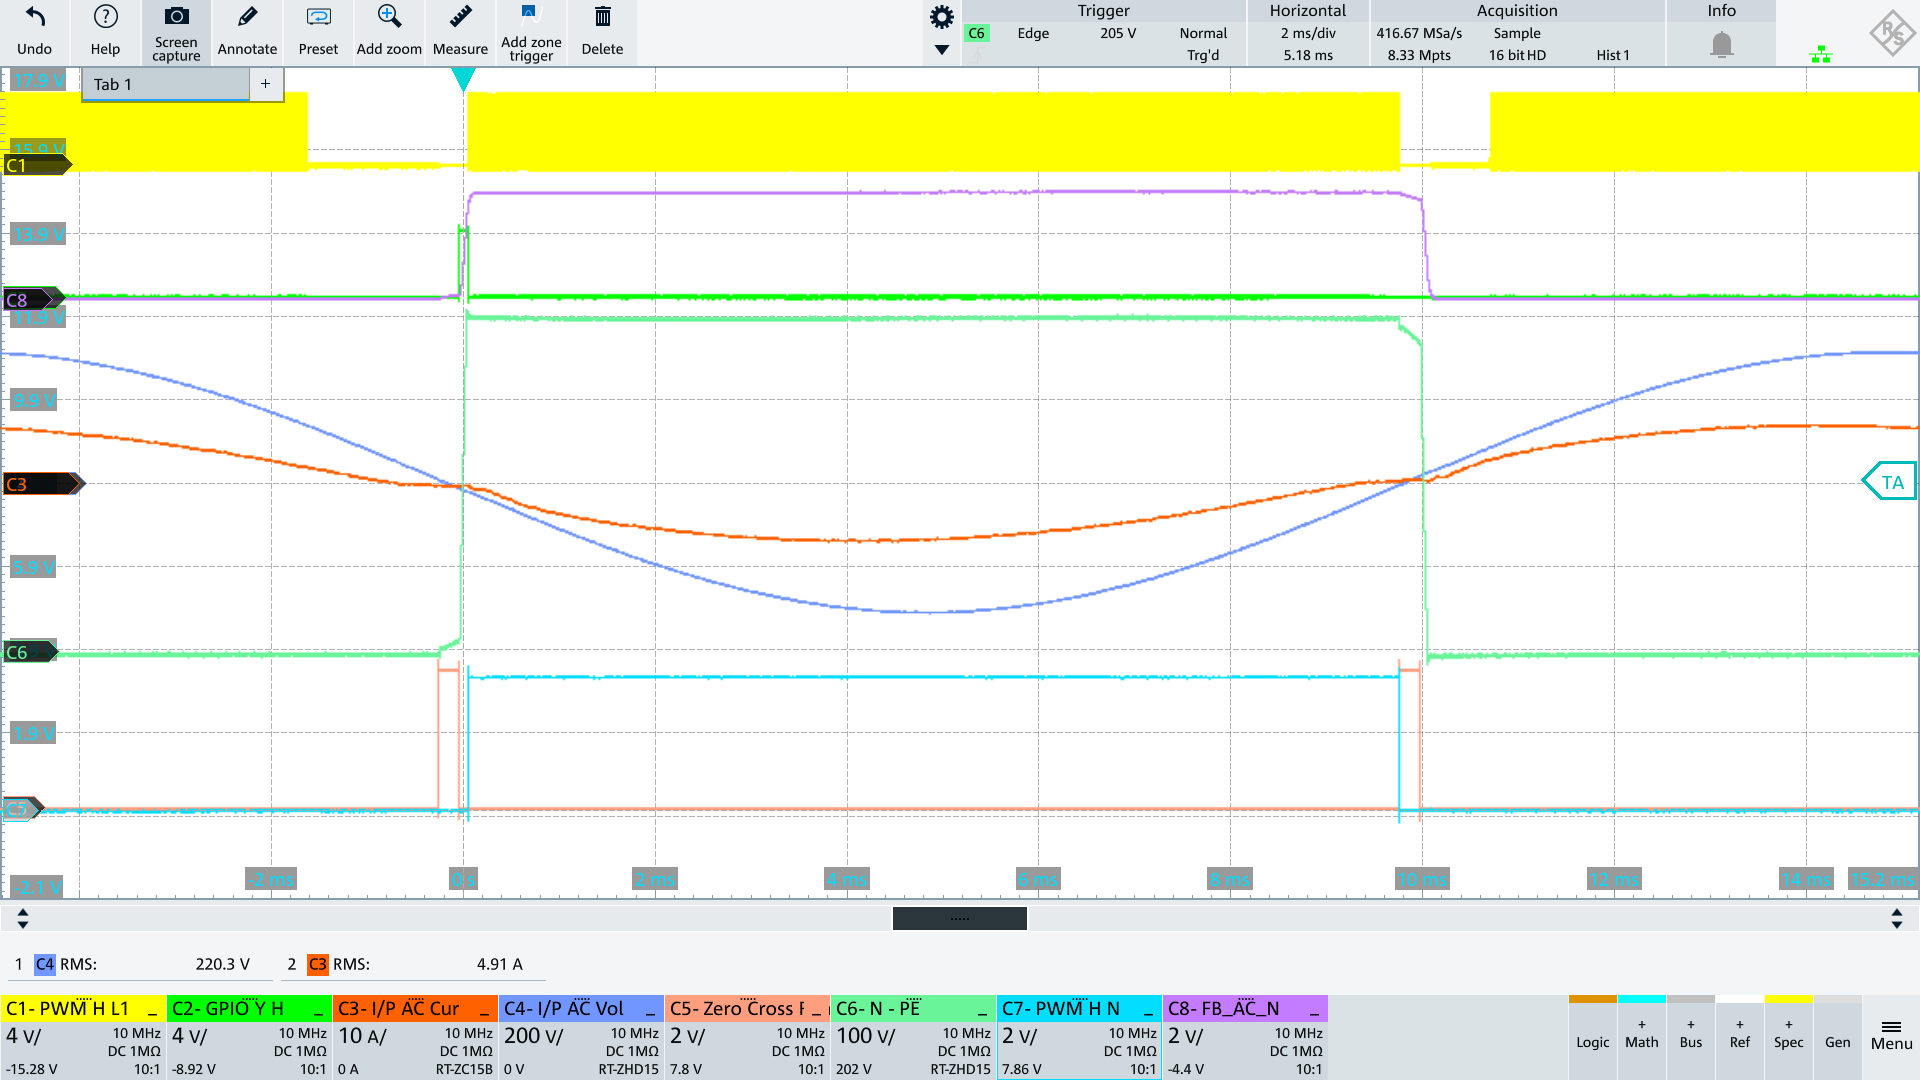 Undo
Help
Screen capture
Annotate
Preset
Add zoom
Measure
Add zone trigger
Delete
Trigger
C6 Edge 205 V Normal
Trg'd
Horizontal
2 ms/div
5.18 ms
Acquisition
416.67 MSa/s Sample
8.33 Mpts 16 bit HD Hist1
Info
Tab 1 +
17.9 V
15.9 V
C1
13.9 V
C8
11.9 V
9.9 V
C3
TA
5.9 V
C6
1.9 V
C7
-2.1 V
-2 ms 0 s 2 ms 4 ms 6 ms 8 ms 10 ms 12 ms 14 ms 15.2 ms
1 C4 RMS: 220.3 V 2 C3 RMS: 4.91 A
C1- PWM H L1
4 V/ 10 MHz
DC 1MΩ
-15.28 V 10:1
C2- GPIO Y H
4 V/ 10 MHz
DC 1MΩ
-8.92 V 10:1
C3- I/P AC Cur
10 A/ 10 MHz
DC 1MΩ
0 A RT-ZC15B
C4- I/P AC Vol
200 V/ 10 MHz
DC 1MΩ
0 V RT-ZHD15
C5- Zero Cross
2 V/ 10 MHz
DC 1MΩ
7.8 V 10:1
C6- N - PE
100 V/ 10 MHz
DC 1MΩ
202 V RT-ZHD15
C7- PWM H N
2 V/ 10 MHz
DC 1MΩ
7.86 V 10:1
C8- FB_AC_N
2 V/ 10 MHz
DC 1MΩ
-4.4 V 10:1
Logic
+ Math
+ Bus
+ Ref
+ Spec
Gen
Menu